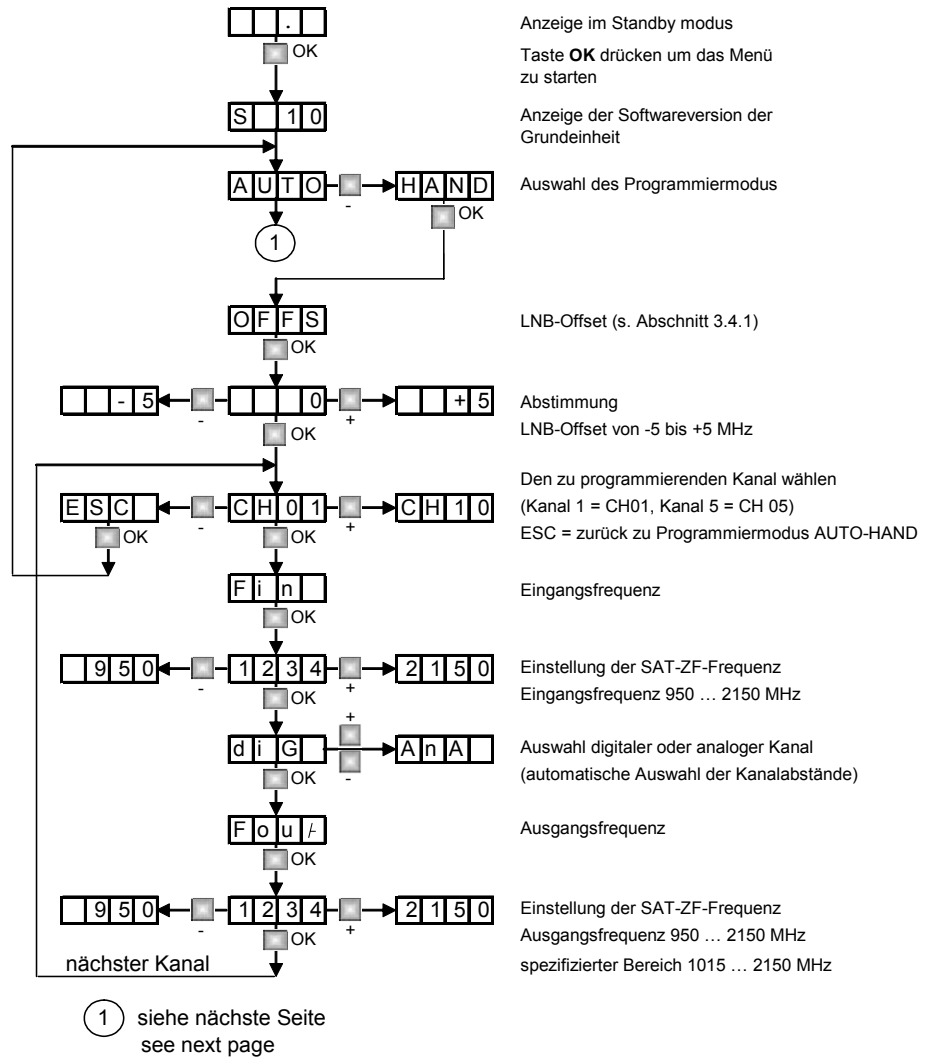 . Anzeige im Standby modus
OK Taste OK drücken um das Menü
zu starten
S 10 Anzeige der Softwareversion der
Grundeinheit
AUTO - HAND Auswahl des Programmiermodus
OK
1
OFFS LNB-Offset (s. Abschnitt 3.4.1)
OK
-5 - 0 + +5 Abstimmung
OK LNB-Offset von -5 bis +5 MHz
Den zu programmierenden Kanal wählen
ESC - CH01 + CH10 (Kanal 1 = CH01, Kanal 5 = CH 05)
OK OK ESC = zurück zu Programmiermodus AUTO-HAND
Fin Eingangsfrequenz
OK
950 - 1234 + 2150 Einstellung der SAT-ZF-Frequenz
OK Eingangsfrequenz 950 … 2150 MHz
diG + - AnA Auswahl digitaler oder analoger Kanal
OK (automatische Auswahl der Kanalabstände)
Fout Ausgangsfrequenz
OK
950 - 1234 + 2150 Einstellung der SAT-ZF-Frequenz
OK Ausgangsfrequenz 950 … 2150 MHz
nächster Kanal spezifizierter Bereich 1015 … 2150 MHz
1 siehe nächste Seite
see next page